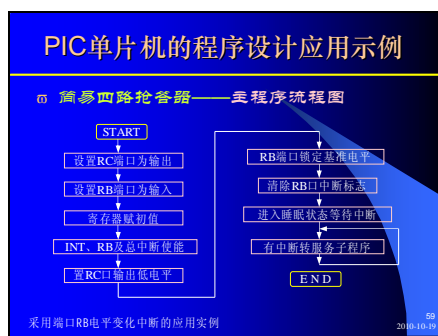 PIC单片机的程序设计应用示例
ϖ 简易四路抢答器——主程序流程图
START
设置RC端口为输出
设置RB端口为输入
寄存器赋初值
INT、RB及总中断使能
置RC口输出低电平
RB端口锁定基准电平
清除RB口中断标志
进入睡眠状态等待中断
有中断转服务子程序
END
采用端口RB电平变化中断的应用实例
59
2010-10-19